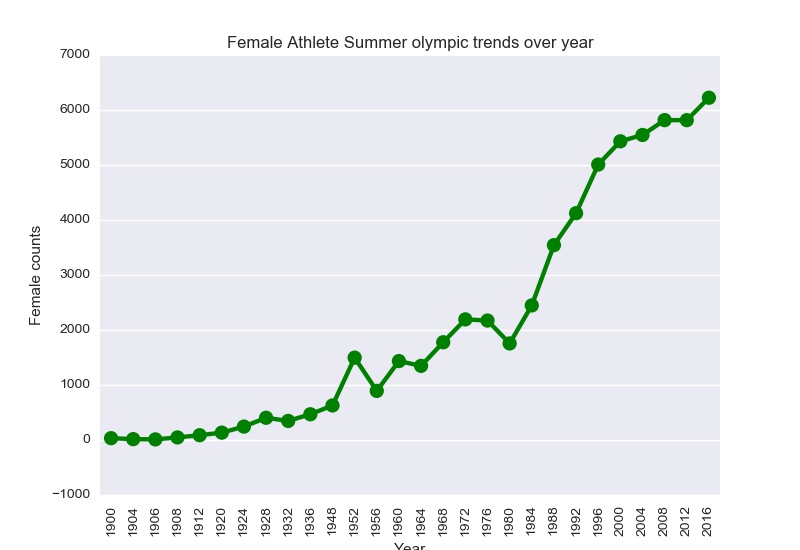 Female Athlete Summer olympic trends over year
7000
6000
5000
4000
3000
2000
1000
0
−1000
Female counts
1900 1904 1906 1908 1912 1920 1924 1928 1932 1936 1948 1952 1956 1960 1964 1968 1972 1976 1980 1984 1988 1992 1996 2000 2004 2008 2012 2016
Year